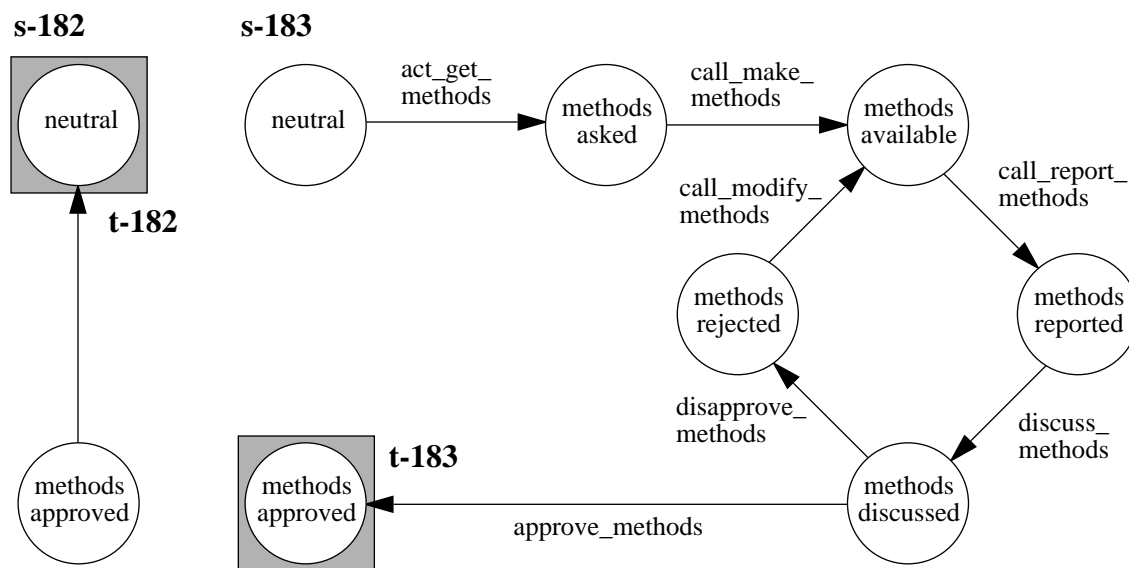 s-182
s-183
neutral
t-182
methods
approved
neutral
act_get_
methods
methods
asked
call_make_
methods
methods
available
call_modify_
methods
call_report_
methods
methods
rejected
methods
reported
disapprove_
methods
discuss_
methods
t-183
methods
approved
approve_methods
methods
discussed